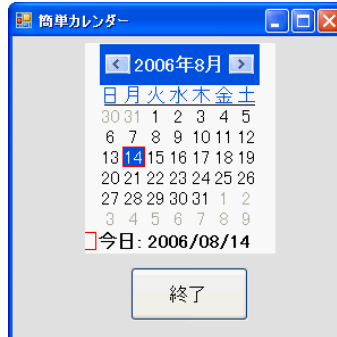 簡単カレンダー
2006年8月
日 月 火 水 木 金 土
30 31 1 2 3 4 5
6 7 8 9 10 11 12
13 14 15 16 17 18 19
20 21 22 23 24 25 26
27 28 29 30 31 1 2
3 4 5 6 7 8 9
今日: 2006/08/14
終了